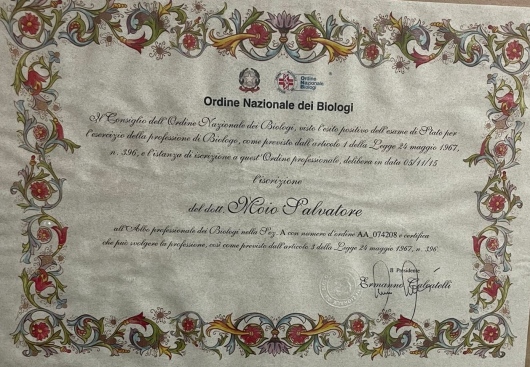 Ordine
Nazionale
Biologi
Ordine Nazionale dei Biologi
Il Consiglio dell'Ordine Nazionale dei Biologi, visto l'esito positivo dell'esame di Stato per
l'esercizio della professione di Biologo, come previsto dall'articolo 1 della Legge 24 maggio 1967,
n. 396, e l'istanza di iscrizione a quest'Ordine professionale, delibera in data 05/11/15
l'iscrizione
del dott. Moio Salvatore
all'Albo professionale dei Biologi nella Sez. A con numero d'ordine AA_074208 e certifica
che può svolgere la professione, così come previsto dall'articolo 3 della Legge 24 maggio 1967, n. 396
Il Presidente
Ermanno Calcatelli